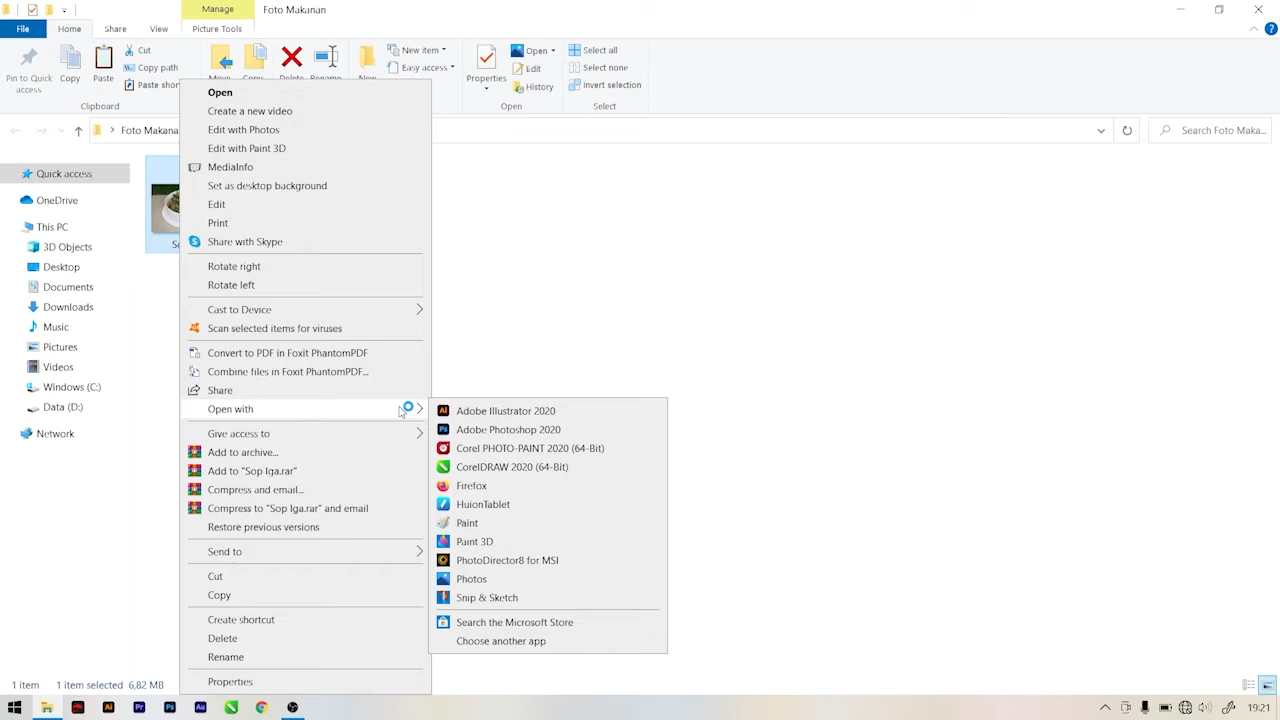 Manage
Foto Makanan
File
Home
Share
View
Picture Tools
Pin to Quick access
Copy
Paste
Cut
Copy path
Paste shor
New item
Easy access
Properties
Open
Edit
History
Select all
Select none
Invert selection
Clipboard
Open
Select
Foto Makana
Search Foto Maka...
Quick access
OneDrive
This PC
3D Objects
Desktop
Documents
Downloads
Music
Pictures
Videos
Windows (C:)
Data (D:)
Network
Open
Create a new video
Edit with Photos
Edit with Paint 3D
MediaInfo
Set as desktop background
Edit
Print
Share with Skype
Rotate right
Rotate left
Cast to Device
Scan selected items for viruses
Convert to PDF in Foxit PhantomPDF
Combine files in Foxit PhantomPDF...
Share
Open with
Give access to
Add to archive...
Add to "Sop Iga.rar"
Compress and email...
Compress to "Sop Iga.rar" and email
Restore previous versions
Send to
Cut
Copy
Create shortcut
Delete
Rename
Properties
Adobe Illustrator 2020
Adobe Photoshop 2020
Corel PHOTO-PAINT 2020 (64-Bit)
CorelDRAW 2020 (64-Bit)
Firefox
HuionTablet
Paint
Paint 3D
PhotoDirector8 for MSI
Photos
Snip & Sketch
Search the Microsoft Store
Choose another app
1 item
1 item selected 6,82 MB
19:21